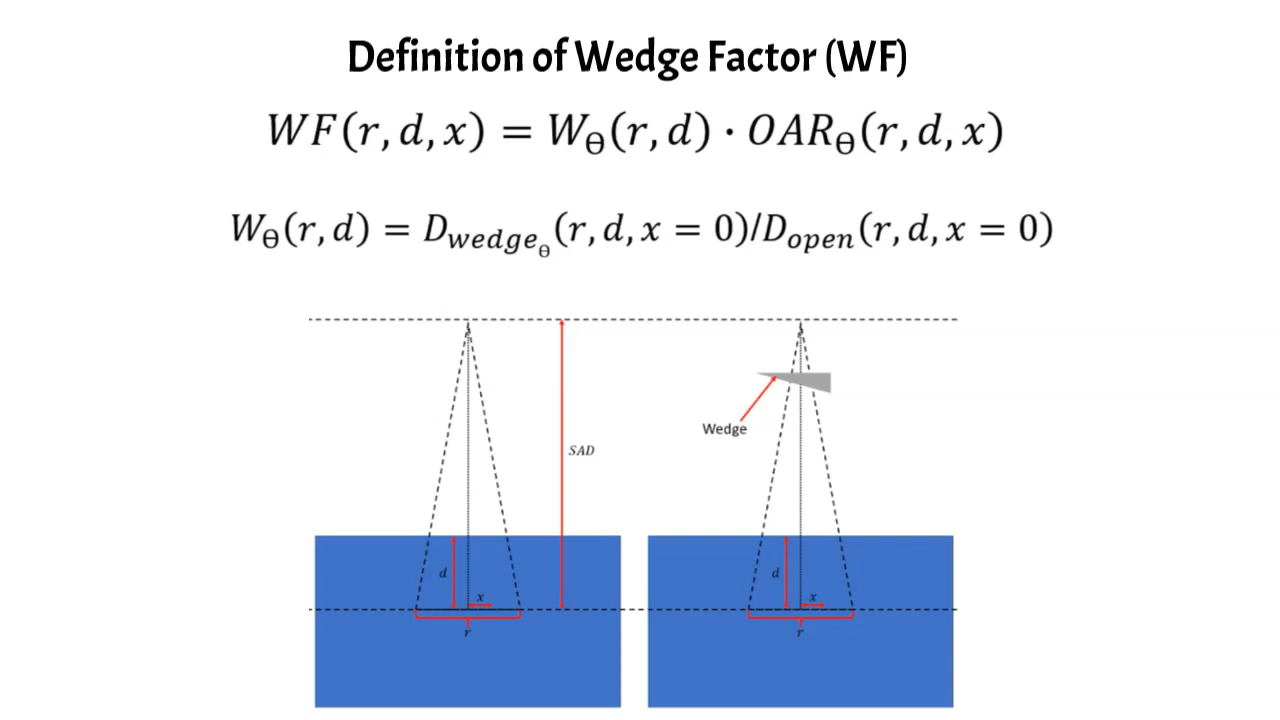 Definition of Wedge Factor (WF)
WF(r, d, x) = W_θ(r, d) · OAR_θ(r, d, x)
W_θ(r, d) = D_wedge_θ(r, d, x = 0)/D_open(r, d, x = 0)
Wedge
SAD
d
x
r
d
x
r